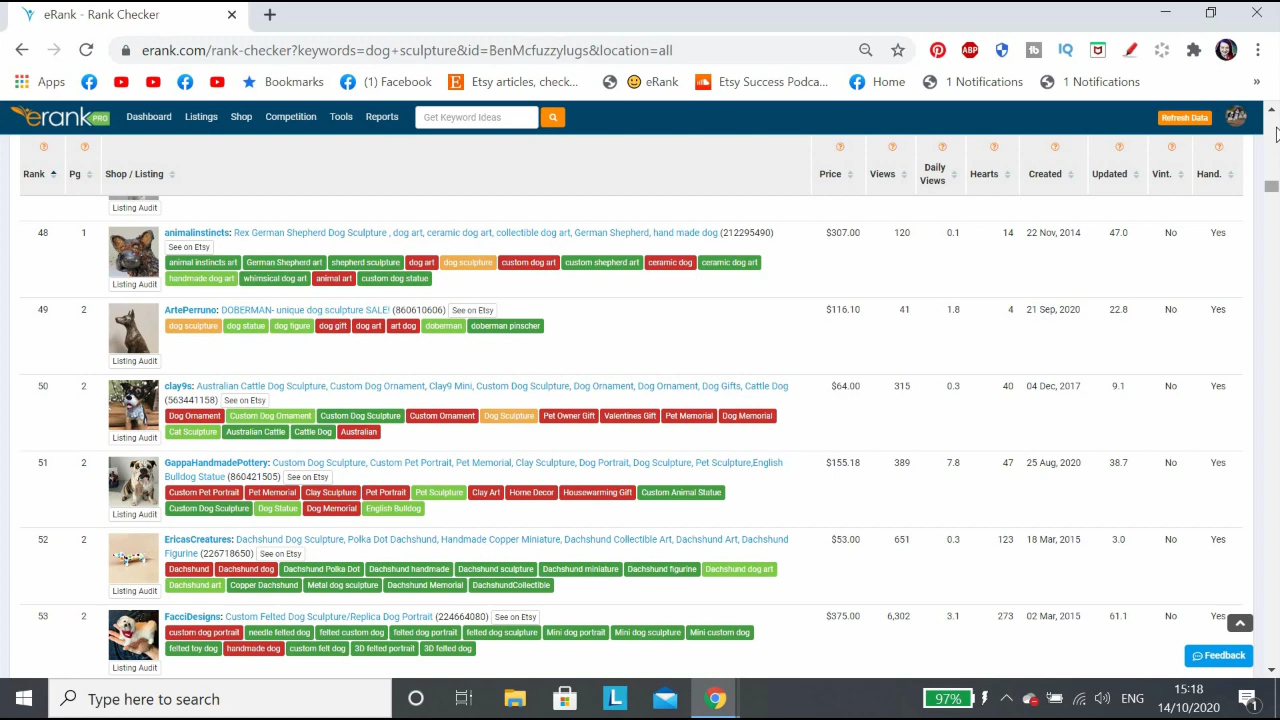 eRank - Rank Checker
erank.com/rank-checker?keywords=dog+sculpture&id=BenMcfuzzylugs&location=all
Apps Bookmarks (1) Facebook Etsy articles, check... eRank Etsy Success Podca... Home 1 Notifications 1 Notifications »
erank PRO Dashboard Listings Shop Competition Tools Reports Get Keyword Ideas Refresh Data
Rank Pg Shop / Listing Price Views Daily Views Hearts Created Updated Vint. Hand.
Listing Audit
48 1 animalinstincts: Rex German Shepherd Dog Sculpture , dog art, ceramic dog art, collectible dog art, German Shepherd, hand made dog (212295490) $307.00 120 0.1 14 22 Nov, 2014 47.0 No Yes
See on Etsy
animal instincts art German Shepherd art shepherd sculpture dog art dog sculpture custom dog art custom shepherd art ceramic dog ceramic dog art
handmade dog art whimsical dog art animal art custom dog statue
Listing Audit
49 2 ArtePerruno: DOBERMAN- unique dog sculpture SALE! (860610606) See on Etsy $116.10 41 1.8 4 21 Sep, 2020 22.8 No Yes
dog sculpture dog statue dog figure dog gift dog art art dog doberman doberman pinscher
Listing Audit
50 2 clay9s: Australian Cattle Dog Sculpture, Custom Dog Ornament, Clay9 Mini, Custom Dog Sculpture, Dog Ornament, Dog Ornament, Dog Gifts, Cattle Dog $64.00 315 0.3 40 04 Dec, 2017 9.1 No Yes
(563441158) See on Etsy
Dog Ornament Custom Dog Ornament Custom Dog Sculpture Custom Ornament Dog Sculpture Pet Owner Gift Valentines Gift Pet Memorial Dog Memorial
Cat Sculpture Australian Cattle Cattle Dog Australian
Listing Audit
51 2 GappaHandmadePottery: Custom Dog Sculpture, Custom Pet Portrait, Pet Memorial, Clay Sculpture, Dog Portrait, Dog Sculpture, Pet Sculpture,English $155.18 389 7.8 47 25 Aug, 2020 38.7 No Yes
Bulldog Statue (860421505) See on Etsy
Custom Pet Portrait Pet Memorial Clay Sculpture Pet Portrait Pet Sculpture Clay Art Home Decor Housewarming Gift Custom Animal Statue
Custom Dog Sculpture Dog Statue Dog Memorial English Bulldog
Listing Audit
52 2 EricasCreatures: Dachshund Dog Sculpture, Polka Dot Dachshund, Handmade Copper Miniature, Dachshund Collectible Art, Dachshund Art, Dachshund $53.00 651 0.3 123 18 Mar, 2015 3.0 No Yes
Figurine (226718650) See on Etsy
Dachshund Dachshund dog Dachshund Polka Dot Dachshund handmade Dachshund sculpture Dachshund miniature Dachshund figurine Dachshund dog art
Dachshund art Copper Dachshund Metal dog sculpture Dachshund Memorial DachshundCollectible
Listing Audit
53 2 FacciDesigns: Custom Felted Dog Sculpture/Replica Dog Portrait (224664080) See on Etsy $375.00 6,302 3.1 273 02 Mar, 2015 61.1 No Yes
custom dog portrait needle felted dog felted custom dog felted dog portrait felted dog sculpture Mini dog portrait Mini dog sculpture Mini custom dog
felted toy dog handmade dog custom felt dog 3D felted portrait 3D felted dog
Listing Audit
Feedback
Type here to search 97% ENG 15:18
14/10/2020 1